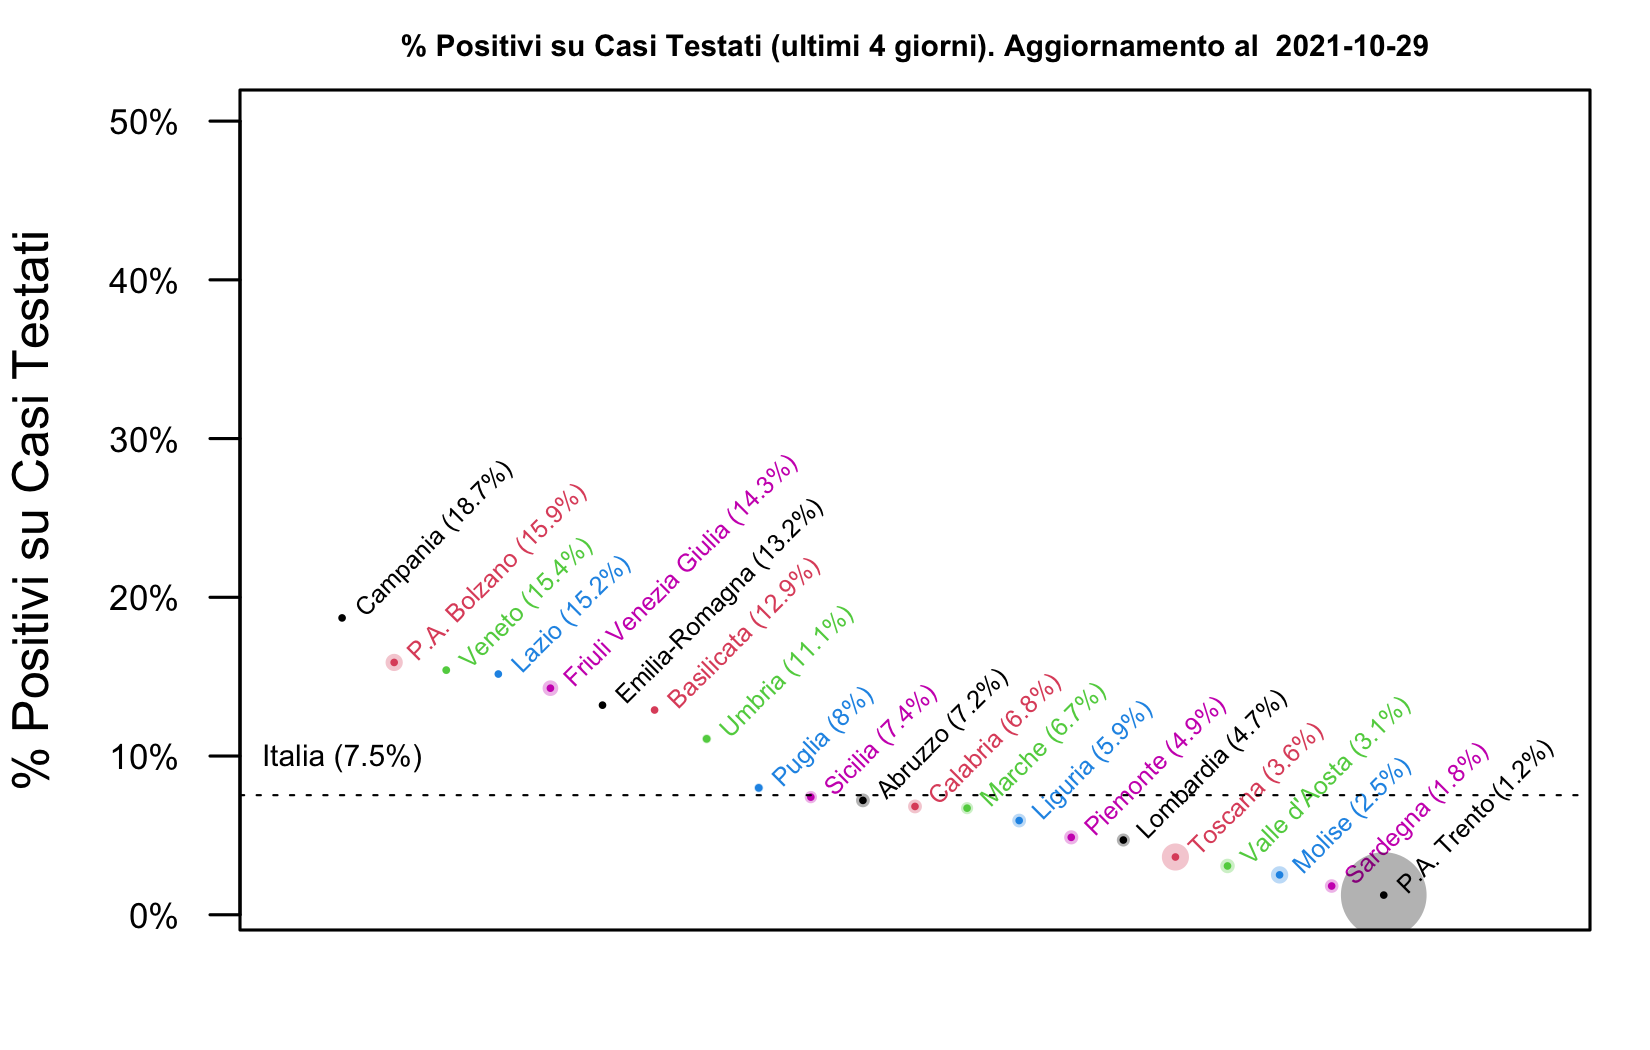 % Positivi su Casi Testati (ultimi 4 giorni). Aggiornamento al  2021-10-29
% Positivi su Casi Testati
50%
40%
30%
20%
10%
0%
Italia (7.5%)
Campania (18.7%)
P.A. Bolzano (15.9%)
Veneto (15.4%)
Lazio (15.2%)
Friuli Venezia Giulia (14.3%)
Emilia-Romagna (13.2%)
Basilicata (12.9%)
Umbria (11.1%)
Puglia (8%)
Sicilia (7.4%)
Abruzzo (7.2%)
Calabria (6.8%)
Marche (6.7%)
Liguria (5.9%)
Piemonte (4.9%)
Lombardia (4.7%)
Toscana (3.6%)
Valle d'Aosta (3.1%)
Molise (2.5%)
Sardegna (1.8%)
P.A. Trento (1.2%)